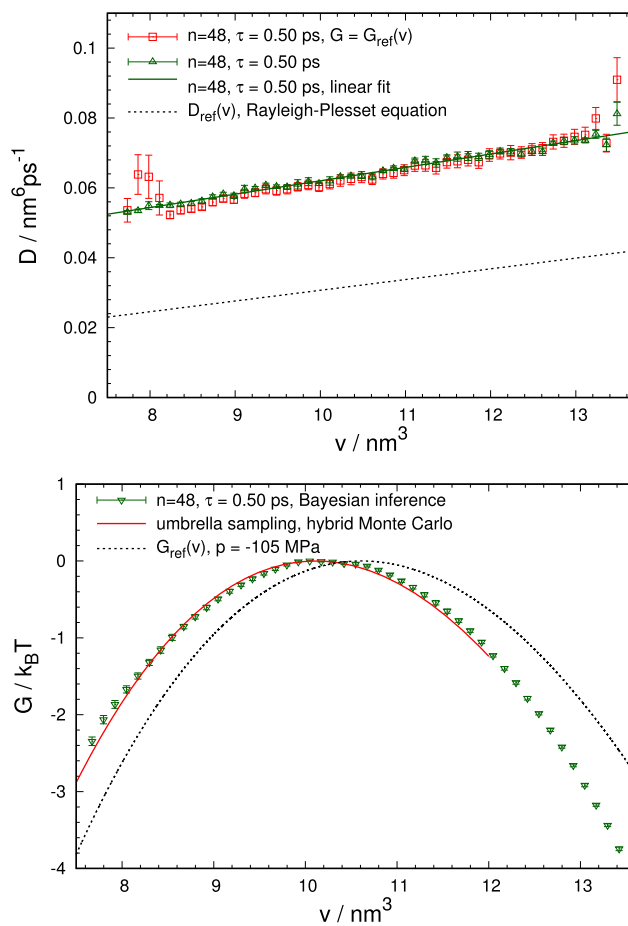 n=48, τ = 0.50 ps, G = G_ref(v)
n=48, τ = 0.50 ps
n=48, τ = 0.50 ps, linear fit
D_ref(v), Rayleigh-Plesset equation
D / nm⁶ps⁻¹
0.1
0.08
0.06
0.04
0.02
0
8 9 10 11 12 13
v / nm³
n=48, τ = 0.50 ps, Bayesian inference
umbrella sampling, hybrid Monte Carlo
G_ref(v), p = -105 MPa
G / k_BT
1
0
-1
-2
-3
-4
8 9 10 11 12 13
v / nm³